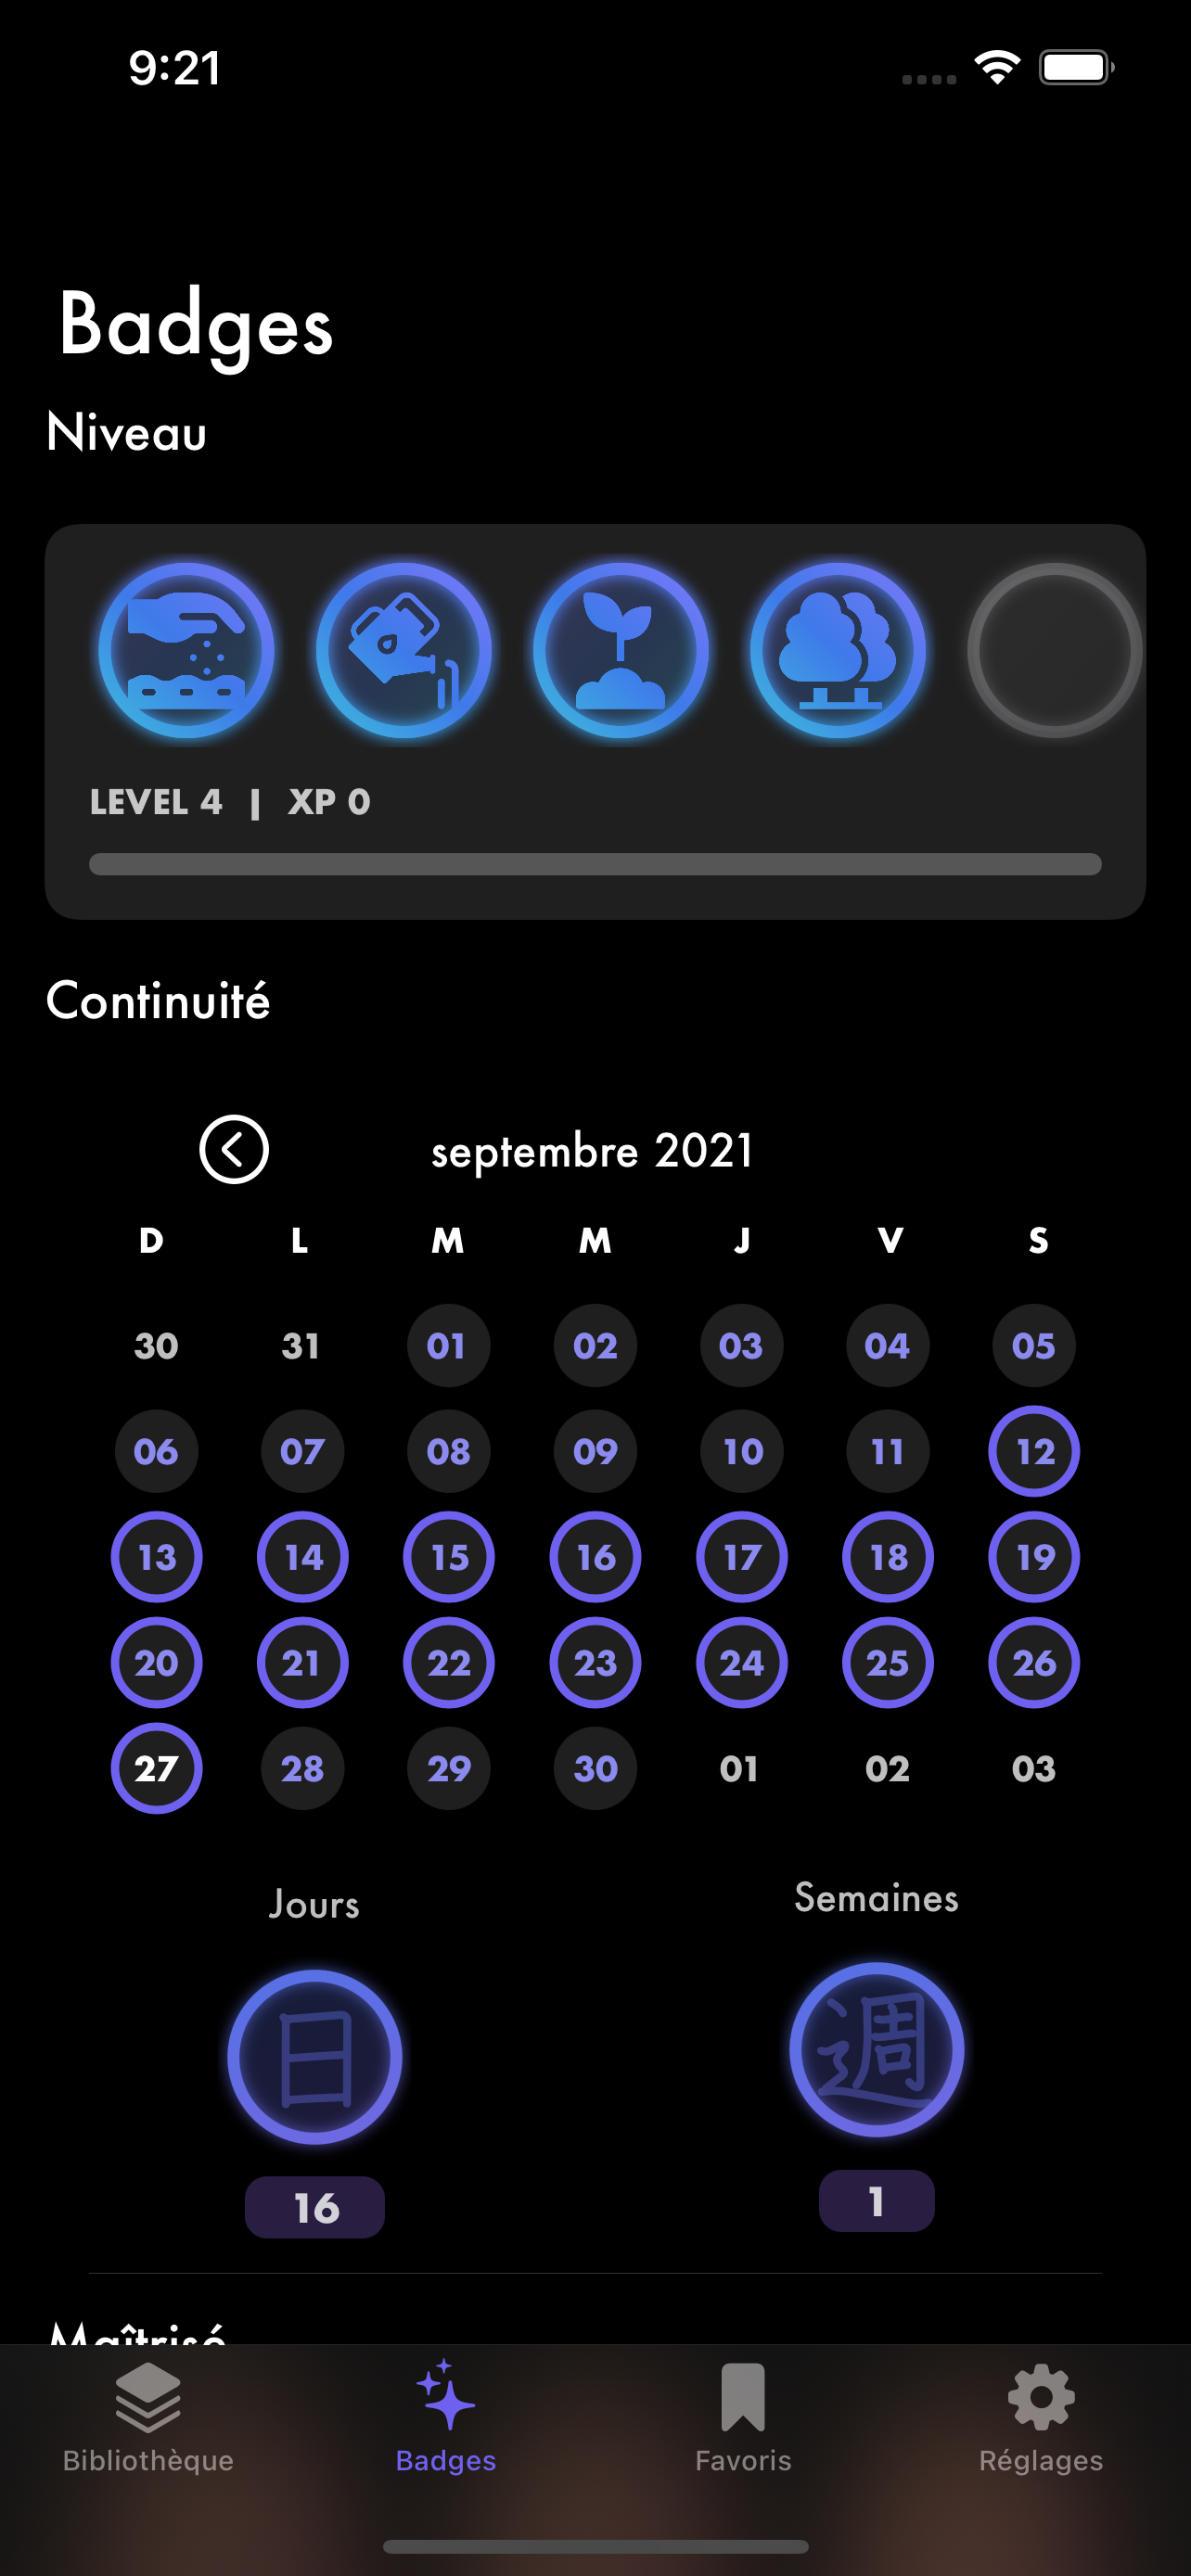 9:21
Badges
Niveau
LEVEL 4 | XP 0
Continuité
septembre 2021
D L M M J V S
30 31 01 02 03 04 05
06 07 08 09 10 11 12
13 14 15 16 17 18 19
20 21 22 23 24 25 26
27 28 29 30 01 02 03
Jours Semaines
日 週
16 1
Maîtrisé
Bibliothèque Badges Favoris Réglages